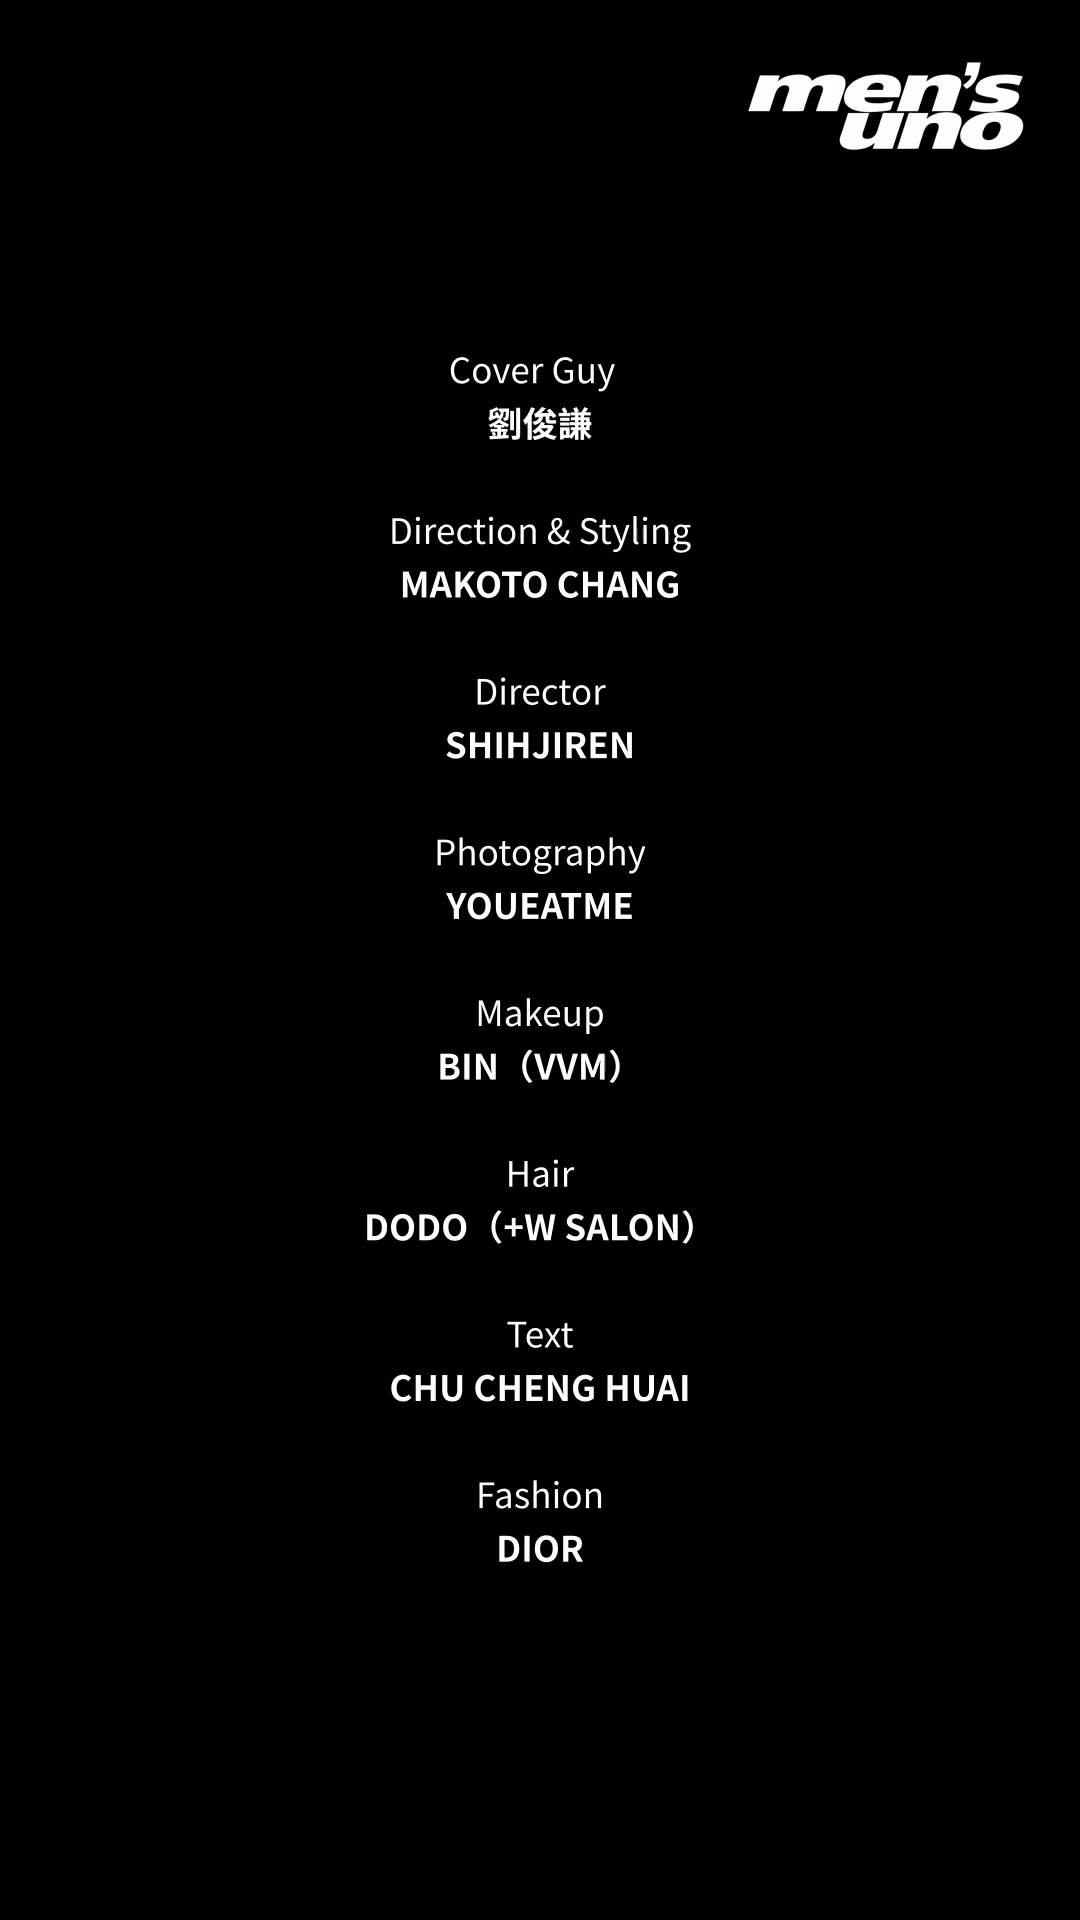 men's
uno
Cover Guy
劉俊謙
Direction & Styling
MAKOTO CHANG
Director
SHIHJIREN
Photography
YOUEATME
Makeup
BIN（VVM）
Hair
DODO（+W SALON）
Text
CHU CHENG HUAI
Fashion
DIOR